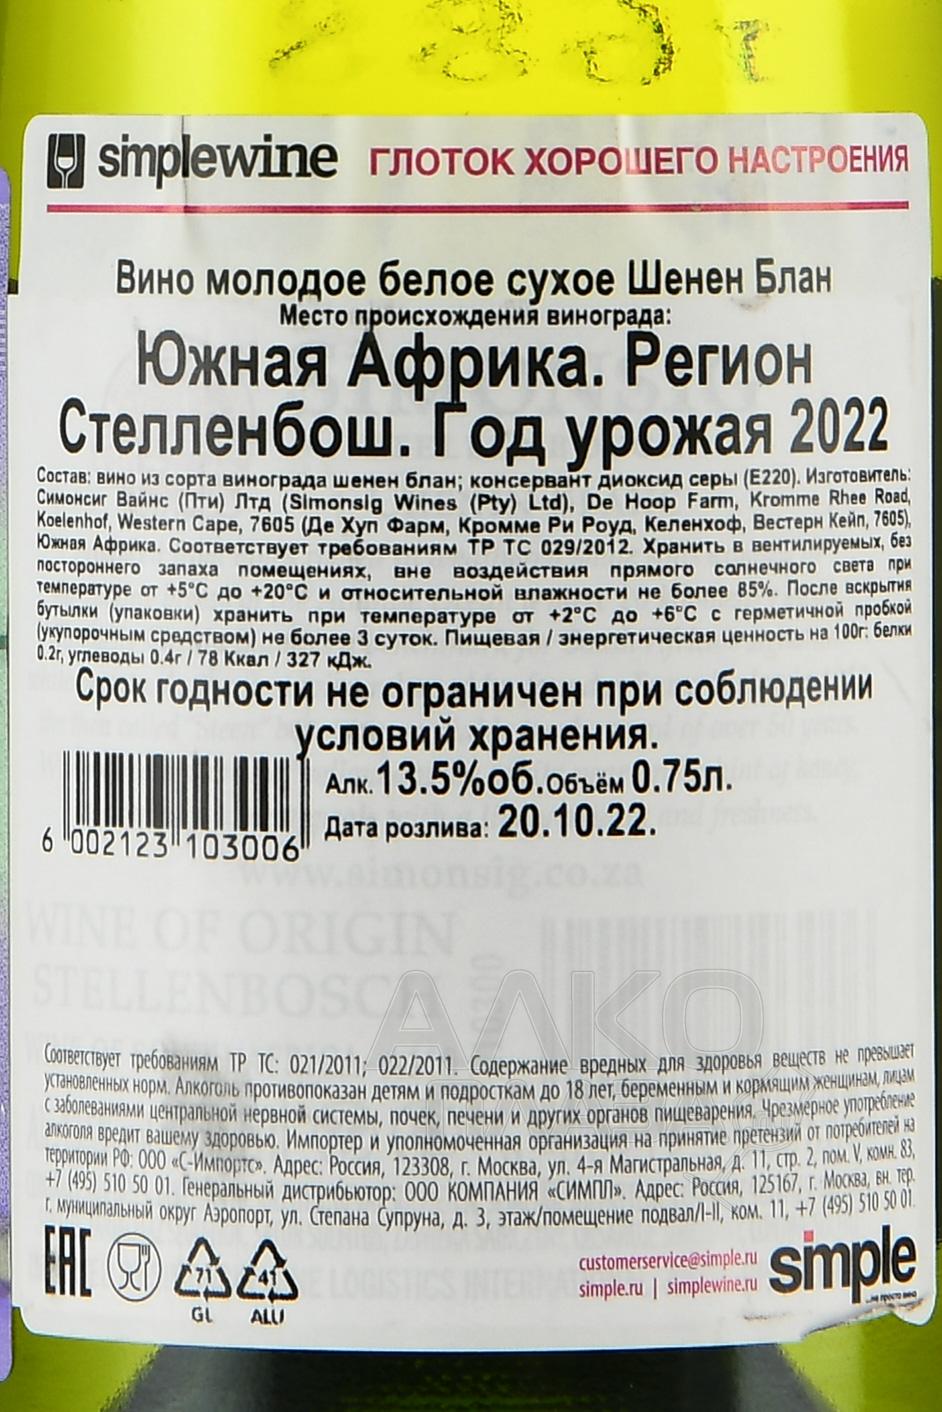 simplewine ГЛОТОК ХОРОШЕГО НАСТРОЕНИЯ
Вино молодое белое сухое Шенен Блан
Место происхождения винограда:
Южная Африка. Регион
Стелленбош. Год урожая 2022
Состав: вино из сорта винограда шенен блан; консервант диоксид серы (Е220). Изготовитель:
Симонсиг Вайнс (Пти) Лтд (Simonsig Wines (Pty) Ltd), De Hoop Farm, Kromme Rhee Road,
Koelenhof, Western Cape, 7605 (Де Хуп Фарм, Кромме Ри Роуд, Келенхоф, Вестерн Кейп, 7605),
Южная Африка. Соответствует требованиям ТР ТС 029/2012. Хранить в вентилируемых, без
постороннего запаха помещениях, вне воздействия прямого солнечного света при
температуре от +5°C до +20°C и относительной влажности не более 85%. После вскрытия
бутылки (упаковки) хранить при температуре от +2°C до +6°C с герметичной пробкой
(укупорочным средством) не более 3 суток. Пищевая / энергетическая ценность на 100г: белки
0.2г, углеводы 0.4г / 78 Ккал / 327 кДж.
Срок годности не ограничен при соблюдении
условий хранения.
Алк. 13.5%об. Объём 0.75л.
Дата розлива: 20.10.22.
6 002123 103006
www.simonsig.co.za
WINE OF ORIGIN
STELLENBOSCH
АЛКО
Соответствует требованиям ТР ТС: 021/2011; 022/2011. Содержание вредных для здоровья веществ не превышает
установленных норм. Алкоголь противопоказан детям и подросткам до 18 лет, беременным и кормящим женщинам, лицам
с заболеваниями центральной нервной системы, почек, печени и других органов пищеварения. Чрезмерное употребление
алкоголя вредит вашему здоровью. Импортер и уполномоченная организация на принятие претензий от потребителей на
территории РФ: ООО «С-Импортс». Адрес: Россия, 123308, г. Москва, ул. 4-я Магистральная, д. 11, стр. 2, пом. V, комн. 83,
+7 (495) 510 50 01. Генеральный дистрибьютор: ООО КОМПАНИЯ «СИМПЛ». Адрес: Россия, 125167, г. Москва, вн. тер.
г. муниципальный округ Аэропорт, ул. Степана Супруна, д. 3, этаж/помещение подвал/I-II, ком. 11, +7 (495) 510 50 01.
EAC
71 GL
41 ALU
customerservice@simple.ru
simple.ru | simplewine.ru
simple
...не просто вино